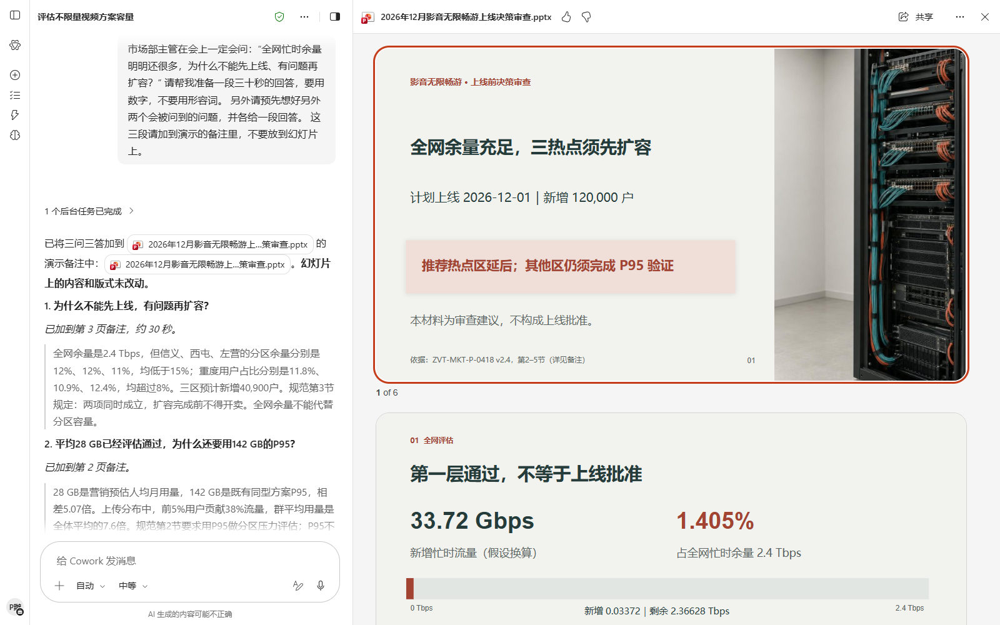 评估不限量视频方案容量
市场部主管在会上一定会问：“全网忙时余量
明明还很多，为什么不能先上线、有问题再
扩容？” 请帮我准备一段三十秒的回答，要用
数字，不要用形容词。 另外请预先想好另外
两个会被问到的问题，并各给一段回答。 这
三段请加到演示的备注里，不要放到幻灯片
上。
1 个后台任务已完成
已将三问三答加到 2026年12月影音无限畅游上...策审查.pptx 的
演示备注中： 2026年12月影音无限畅游上...策审查.pptx 。幻灯片
上的内容和版式未改动。
1. 为什么不能先上线，有问题再扩容？
已加到第 3 页备注，约 30 秒。
全网余量是2.4 Tbps，但信义、西屯、左营的分区余量分别是
12%、12%、11%，均低于15%；重度用户占比分别是11.8%、
10.9%、12.4%，均超过8%。三区预计新增40,900户。规范第3节
规定：两项同时成立，扩容完成前不得开卖。全网余量不能代替
分区容量。
2. 平均28 GB已经评估通过，为什么还要用142 GB的P95？
已加到第 2 页备注。
28 GB是营销预估人均月用量，142 GB是既有同型方案P95，相
差5.07倍。上传分布中，前5%用户贡献38%流量，群平均用量是
全体平均的7.6倍。规范第2节要求用P95做分区压力评估；P95不
给 Cowork 发消息
自动
中等
AI 生成的内容可能不正确
2026年12月影音无限畅游上线决策审查.pptx
共享
影音无限畅游 • 上线前决策审查
全网余量充足，三热点须先扩容
计划上线 2026-12-01 | 新增 120,000 户
推荐热点区延后；其他区仍须完成 P95 验证
本材料为审查建议，不构成上线批准。
依据：ZVT-MKT-P-0418 v2.4，第2–5节（详见备注）
01
1 of 6
01 全网评估
第一层通过，不等于上线批准
33.72 Gbps
1.405%
新增忙时流量（假设换算）
占全网忙时余量 2.4 Tbps
0 Tbps
新增 0.03372 | 剩余 2.36628 Tbps
2.4 Tbps